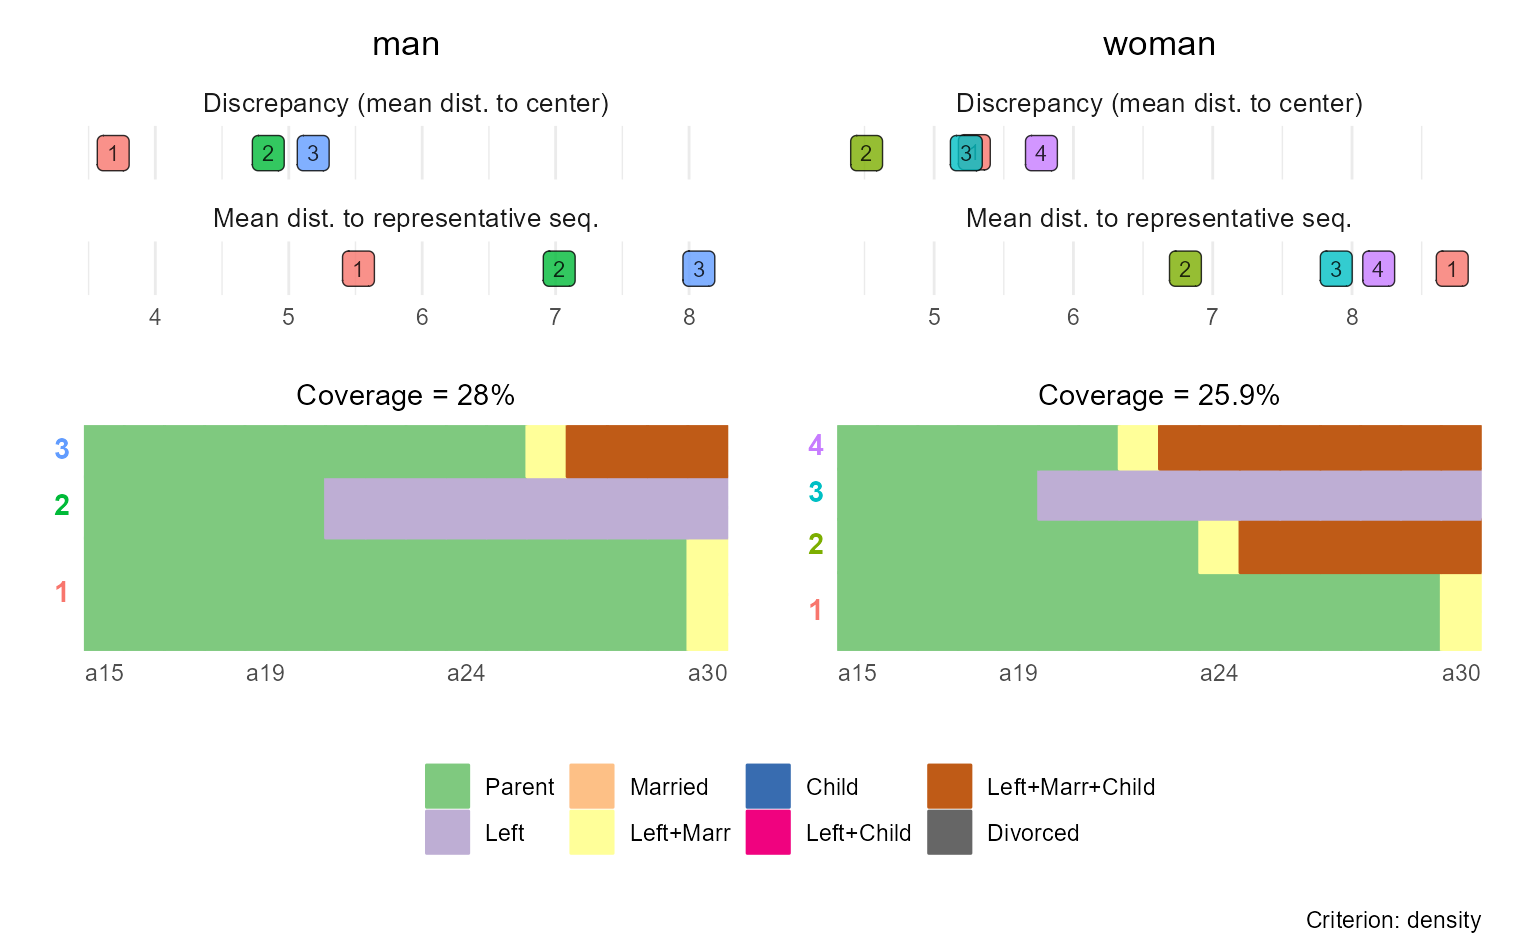 man woman
Discrepancy (mean dist. to center) Discrepancy (mean dist. to center)
1 2 3 2 3 1 4
Mean dist. to representative seq. Mean dist. to representative seq.
1 2 3 2 3 4 1
4 5 6 7 8 5 6 7 8
Coverage = 28% Coverage = 25.9%
3 4
2 3
2
1 1
a15 a19 a24 a30 a15 a19 a24 a30
Parent Married Child Left+Marr+Child
Left Left+Marr Left+Child Divorced
Criterion: density